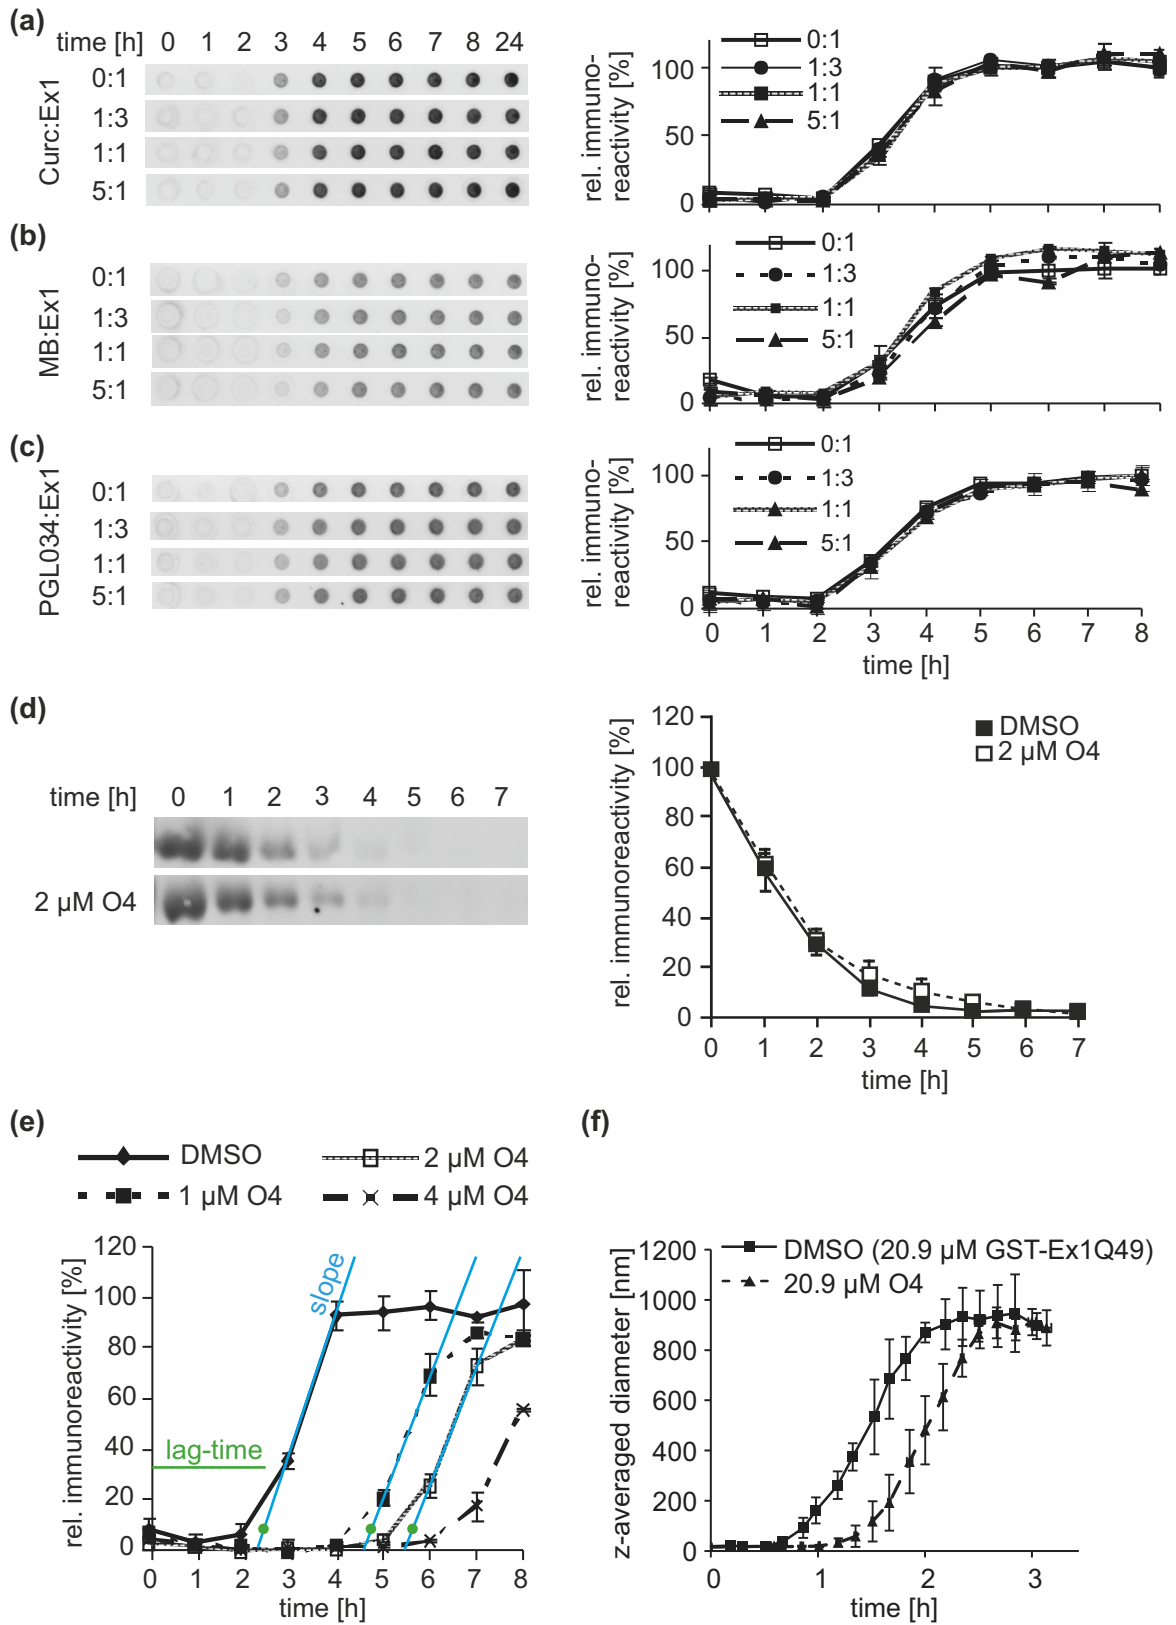 (a)
time [h] 0 1 2 3 4 5 6 7 8 24
Curc:Ex1
0:1
1:3
1:1
5:1
rel. immuno-
reactivity [%]
100
50
0
0:1
1:3
1:1
5:1
(b)
MB:Ex1
0:1
1:3
1:1
5:1
rel. immuno-
reactivity [%]
100
50
0
0:1
1:3
1:1
5:1
(c)
PGL034:Ex1
0:1
1:3
1:1
5:1
rel. immuno-
reactivity [%]
100
50
0
0:1
1:3
1:1
5:1
0 1 2 3 4 5 6 7 8
time [h]
(d)
time [h] 0 1 2 3 4 5 6 7
2 µM O4
rel. immunoreactivity [%]
120
100
80
60
40
20
0
DMSO
2 µM O4
0 1 2 3 4 5 6 7
time [h]
(e)
DMSO
2 µM O4
1 µM O4
4 µM O4
rel. immunoreactivity [%]
120
100
80
60
40
20
0
slope
lag-time
0 1 2 3 4 5 6 7 8
time [h]
(f)
z-averaged diameter [nm]
1200
1000
800
600
400
200
0
DMSO (20.9 µM GST-Ex1Q49)
20.9 µM O4
0 1 2 3
time [h]